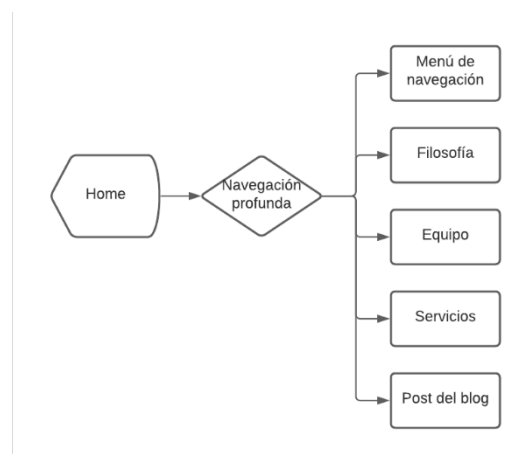 Home
Navegación
profunda
Menú de
navegación
Filosofía
Equipo
Servicios
Post del blog